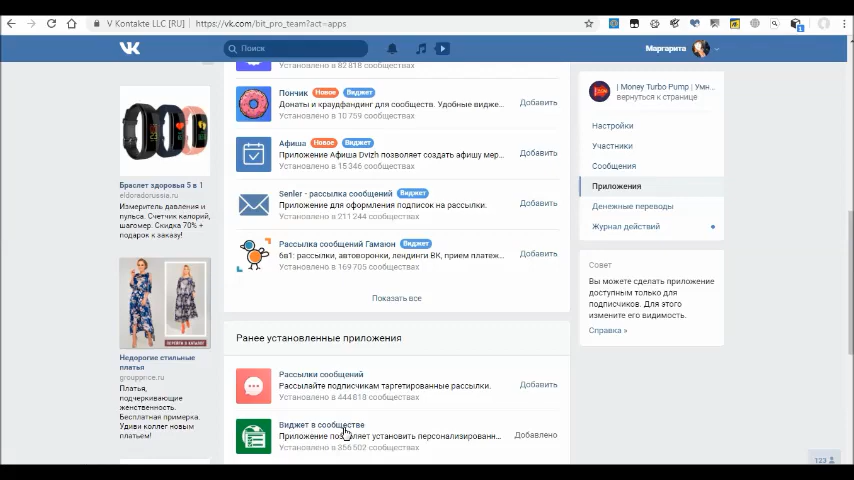 V Kontakte LLC [RU] | https://vk.com/bit_pro_team?act=apps
Поиск
Маргарита
Установлено в 82 818 сообществах
Пончик Новое Виджет
Донаты и краудфандинг для сообществ. Удобные видже...
Установлено в 10 759 сообществах
Добавить
Афиша Новое Виджет
Приложение Афиша Dvizh позволяет создать афишу мер...
Установлено в 15 346 сообществах
Добавить
Senler - рассылка сообщений Виджет
Приложение для оформления подписок на рассылки.
Установлено в 211 244 сообществах
Добавить
Рассылка сообщений Гамаюн Виджет
6в1: рассылки, автоворонки, лендинги ВК, прием платеж...
Установлено в 169 705 сообществах
Добавить
Показать все
Ранее установленные приложения
Рассылки сообщений
Рассылайте подписчикам таргетированные рассылки.
Установлено в 444 818 сообществах
Добавить
Виджет в сообществе
Приложение позволяет установить персонализированн...
Установлено в 356 502 сообществах
Добавлено
Браслет здоровья 5 в 1
eldoradorussia.ru
Измеритель давления и
пульса. Счетчик калорий,
шагомер. Скидка 70% +
подарок к заказу!
Недорогие стильные
платья
groupprice.ru
Платья,
подчеркивающие
женственность.
Бесплатная примерка.
Удиви коллег новым
платьем!
| Money Turbo Pump | Умн...
вернуться к странице
Настройки
Участники
Сообщения
Приложения
Денежные переводы
Журнал действий
Совет
Вы можете сделать приложение
доступным только для
подписчиков. Для этого
измените его видимость.
Справка »
123